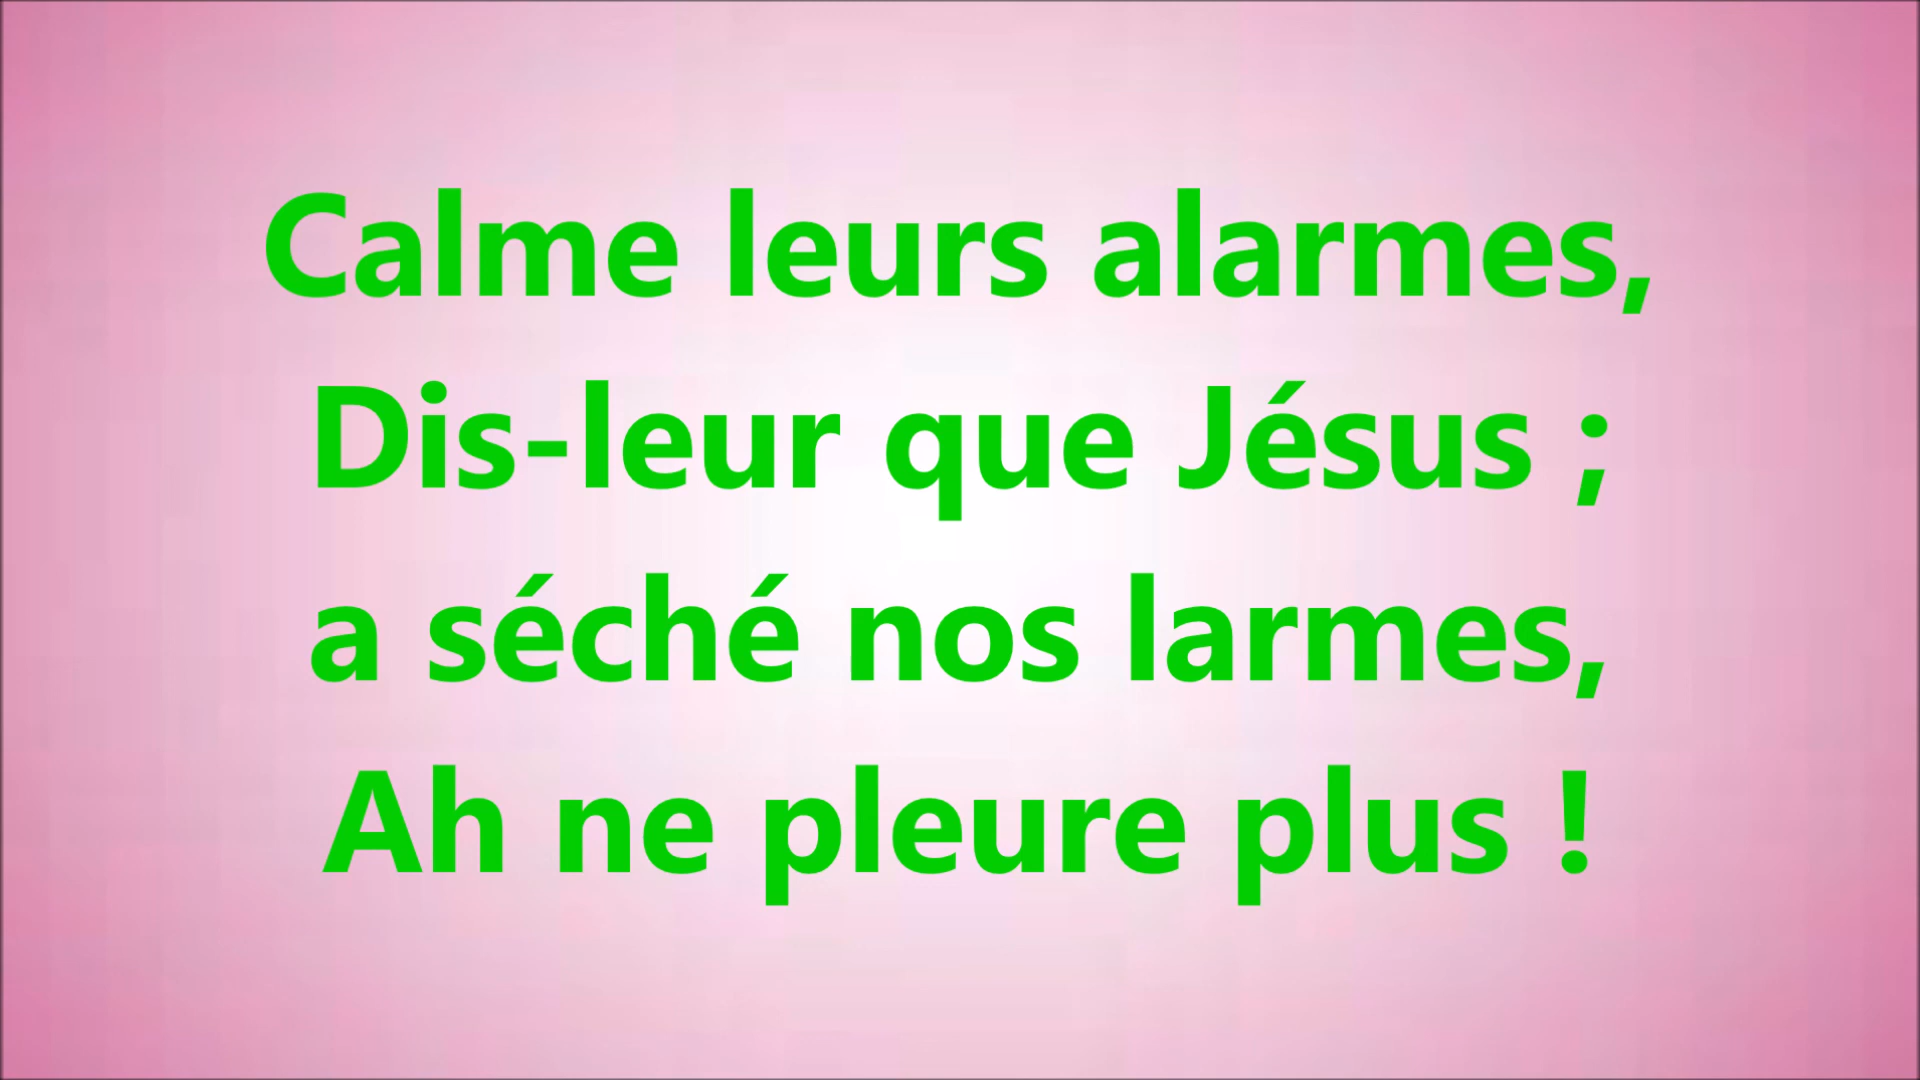 Calme leurs alarmes,
Dis-leur que Jésus ;
a séché nos larmes,
Ah ne pleure plus !